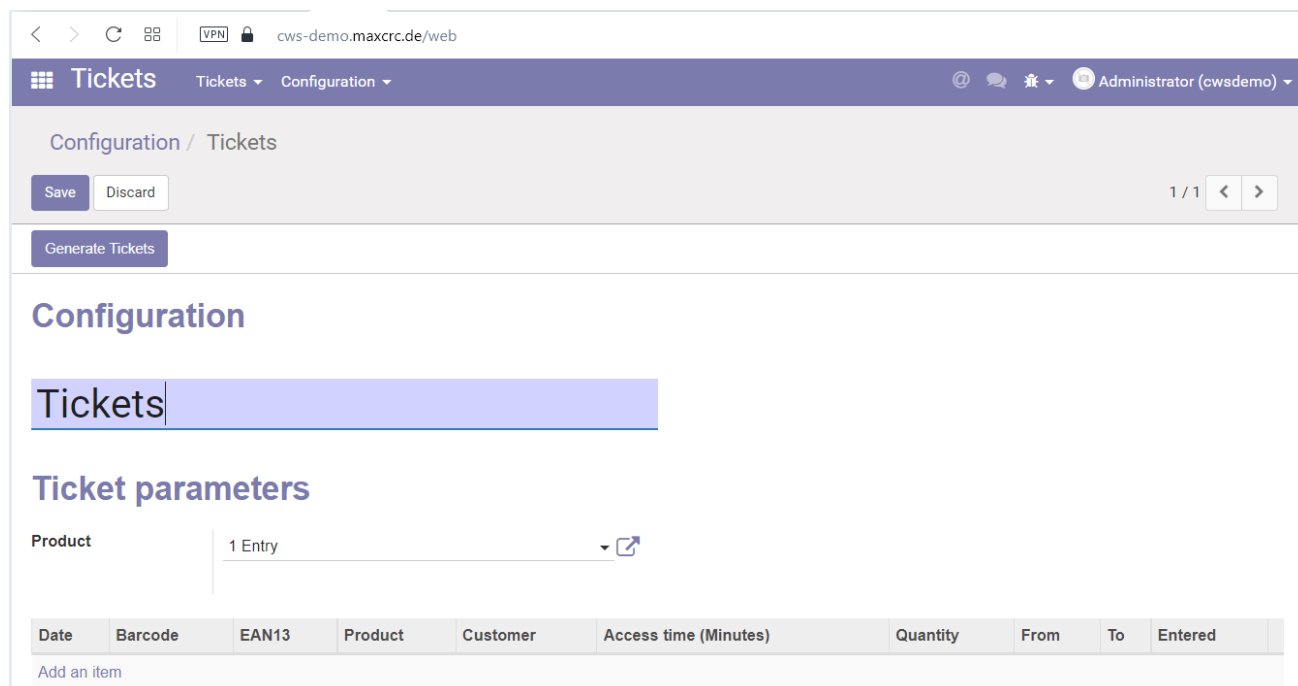 VPN cws-demo.maxcrc.de/web
Tickets Tickets Configuration @ Administrator (cwsdemo)
Configuration / Tickets
Save Discard 1 / 1
Generate Tickets
Configuration
Tickets
Ticket parameters
Product 1 Entry
Date Barcode EAN13 Product Customer Access time (Minutes) Quantity From To Entered
Add an item